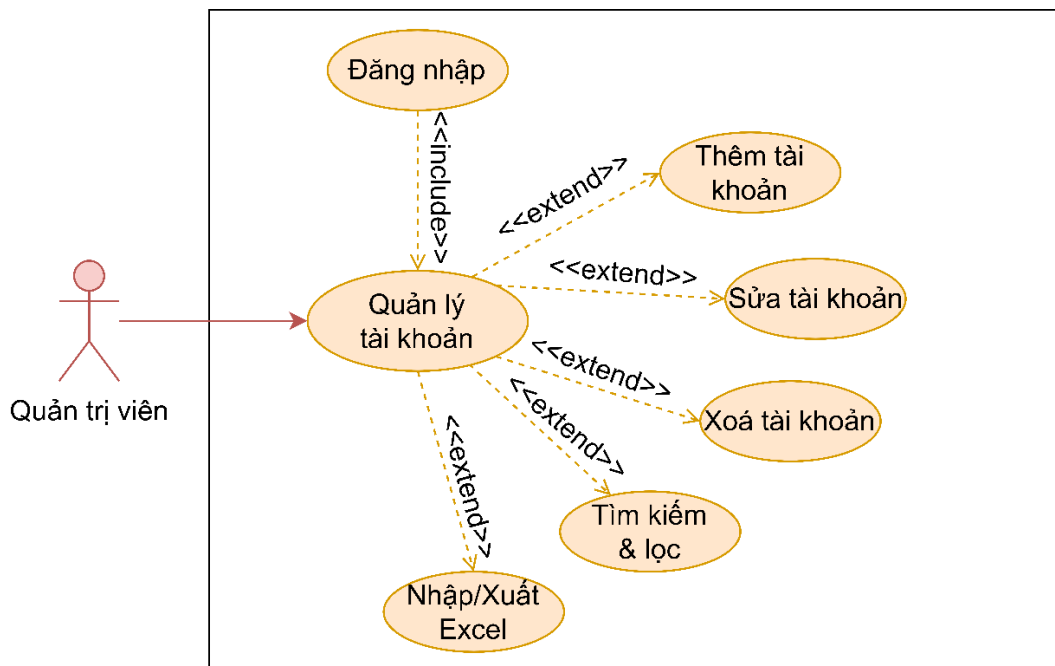 Đăng nhập
<<include>>
Thêm tài
khoản
<<extend>>
<<extend>>
Sửa tài khoản
Quản lý
tài khoản
<<extend>>
Xoá tài khoản
Quản trị viên
<<extend>>
<<extend>>
Tìm kiếm
& lọc
Nhập/Xuất
Excel